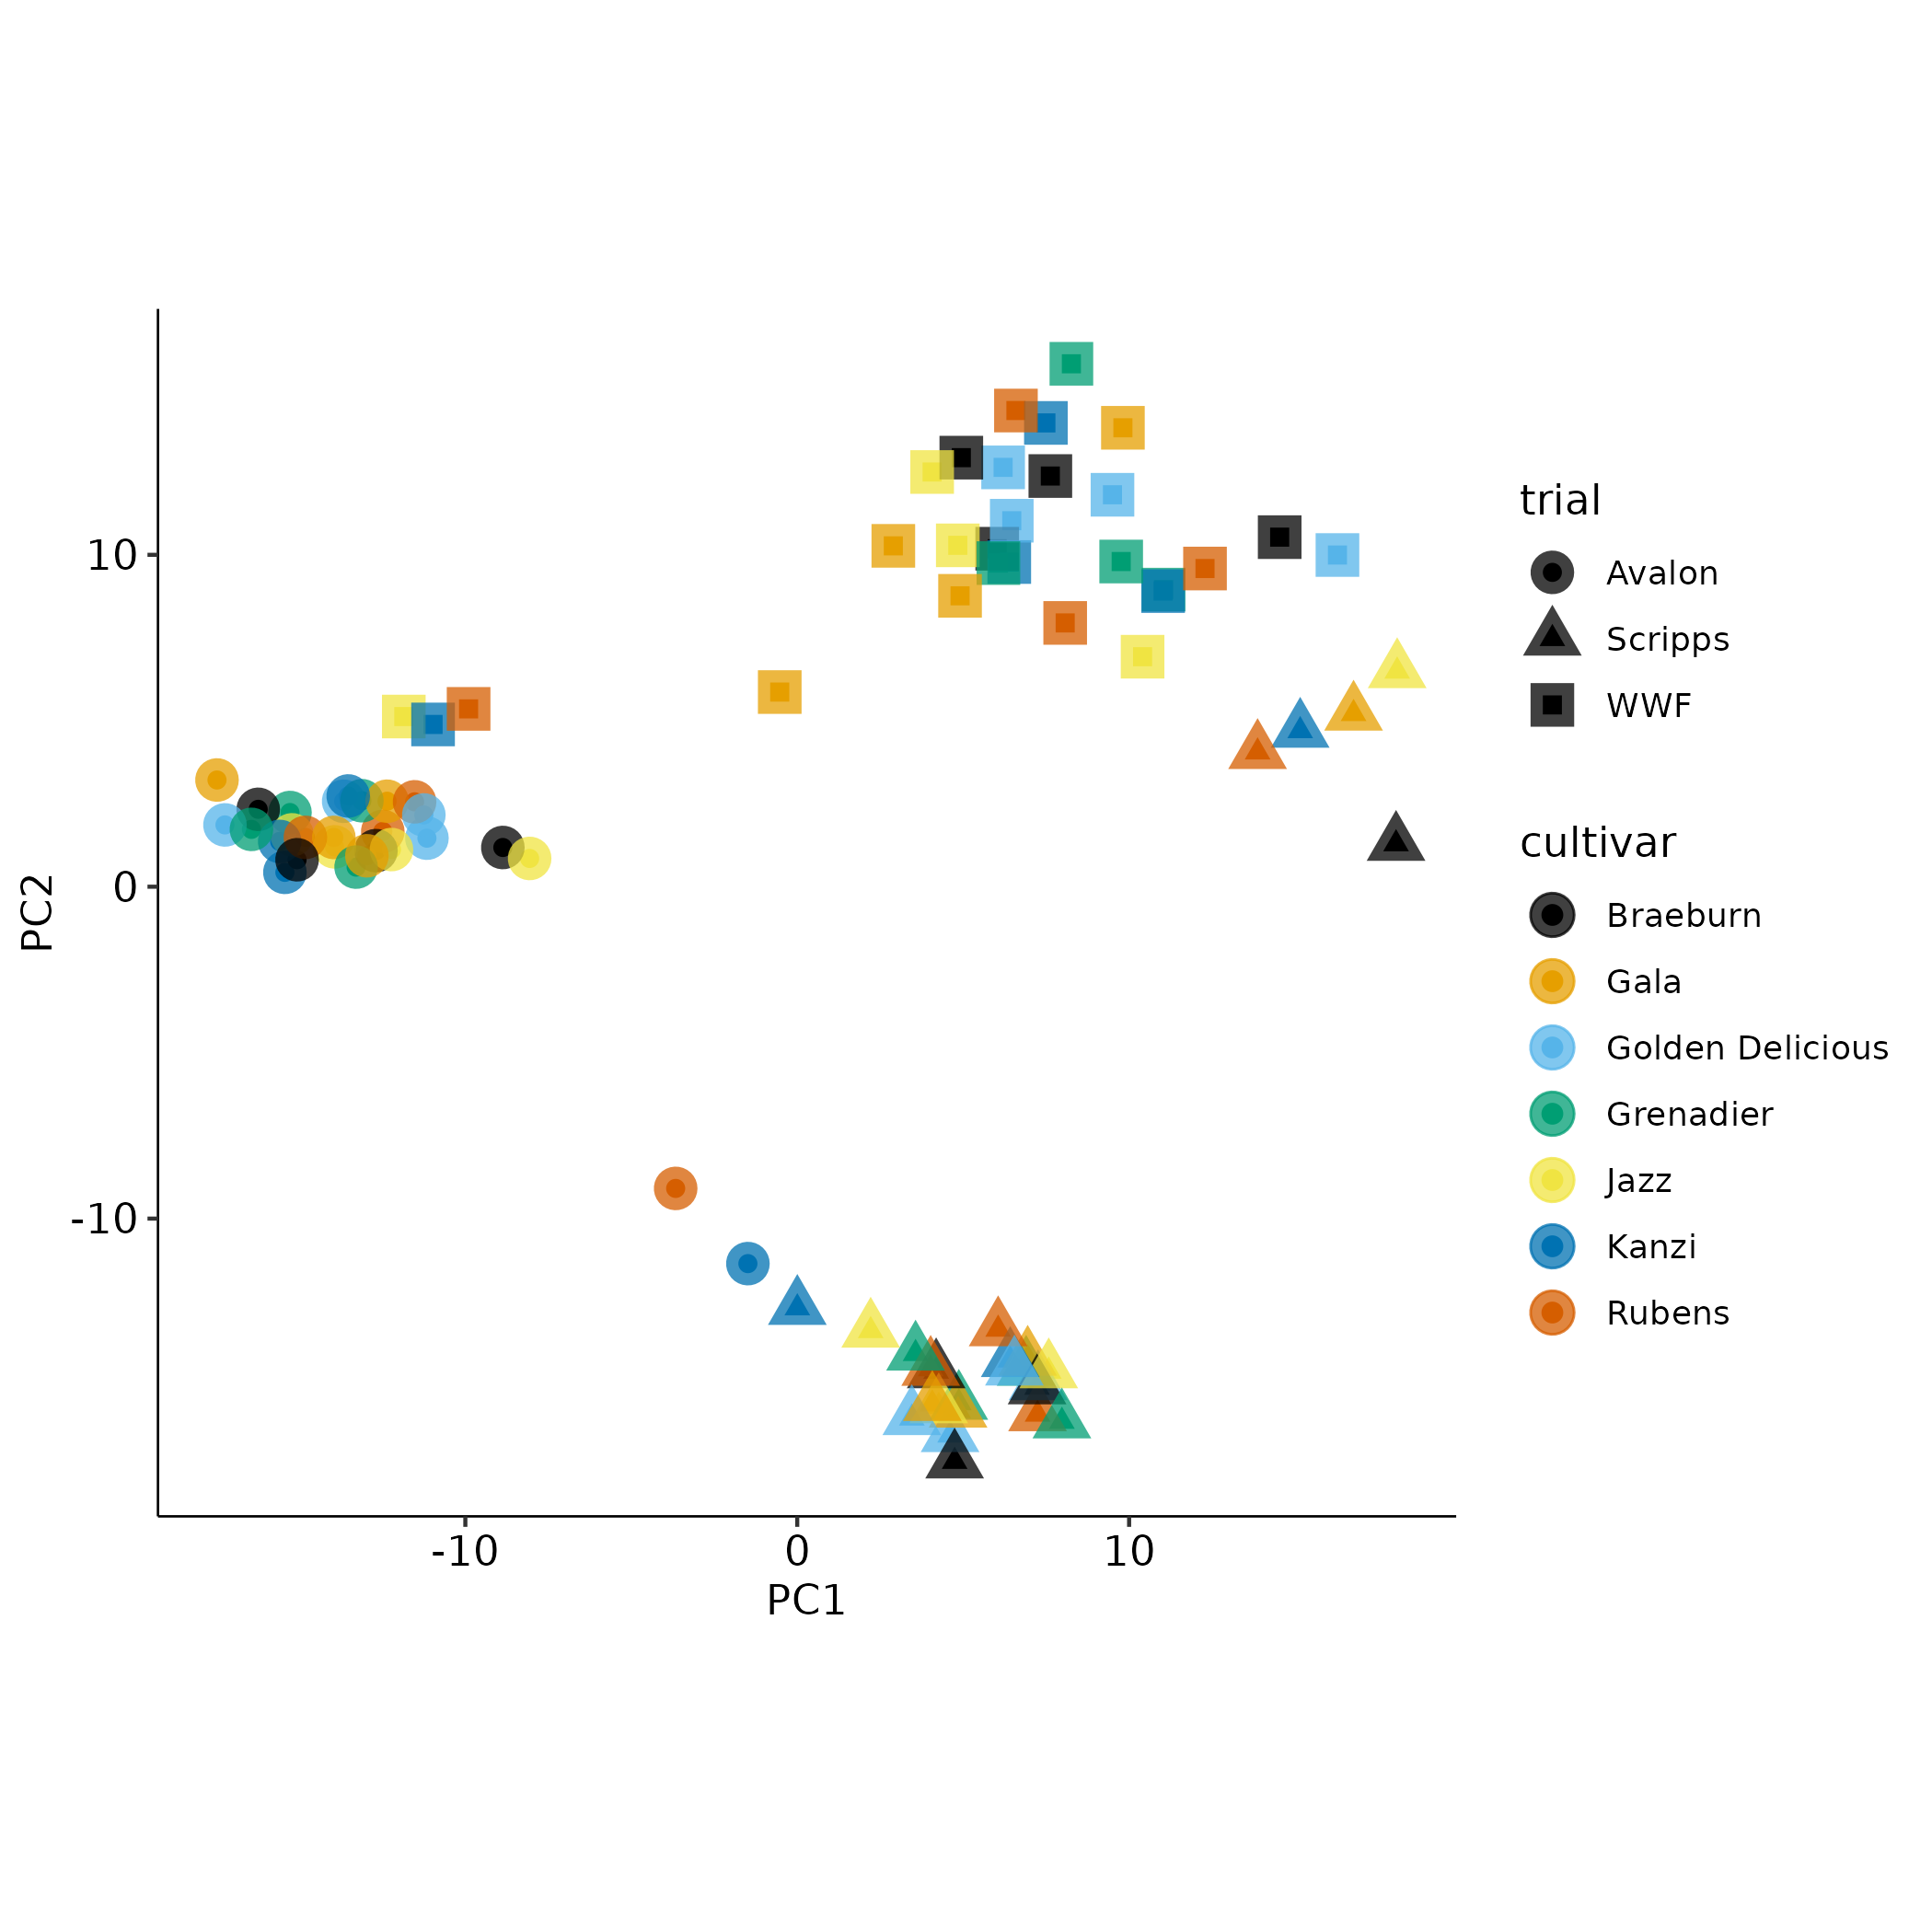 trial
Avalon
Scripps
WWF
cultivar
Braeburn
Gala
Golden Delicious
Grenadier
Jazz
Kanzi
Rubens
PC2
10
0
-10
-10
0
10
PC1